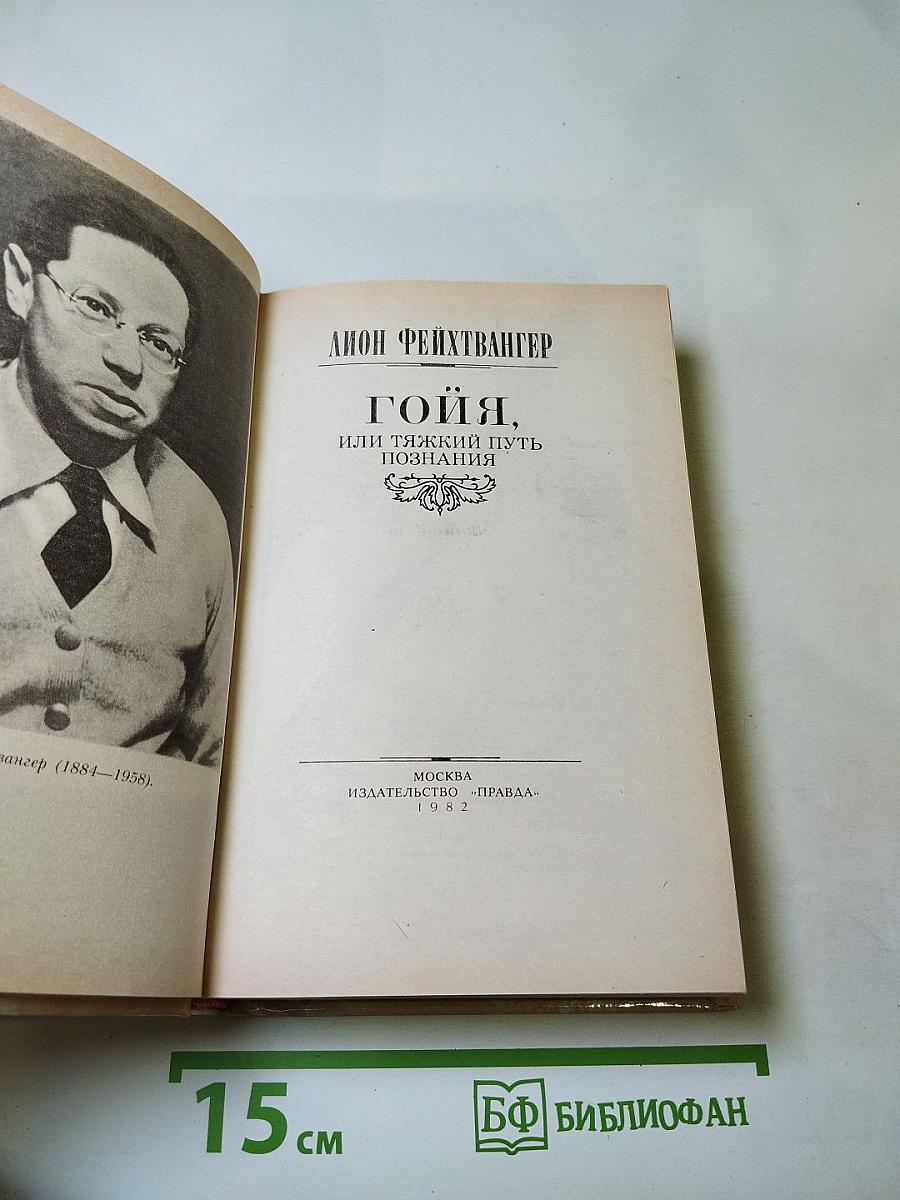 вангер (1884—1958).
ЛИОН ФЕЙХТВАНГЕР
ГОЙЯ,
ИЛИ ТЯЖКИЙ ПУТЬ
ПОЗНАНИЯ
МОСКВА
ИЗДАТЕЛЬСТВО „ПРАВДА“
1982
15 см
БФ БИБЛИОФАН